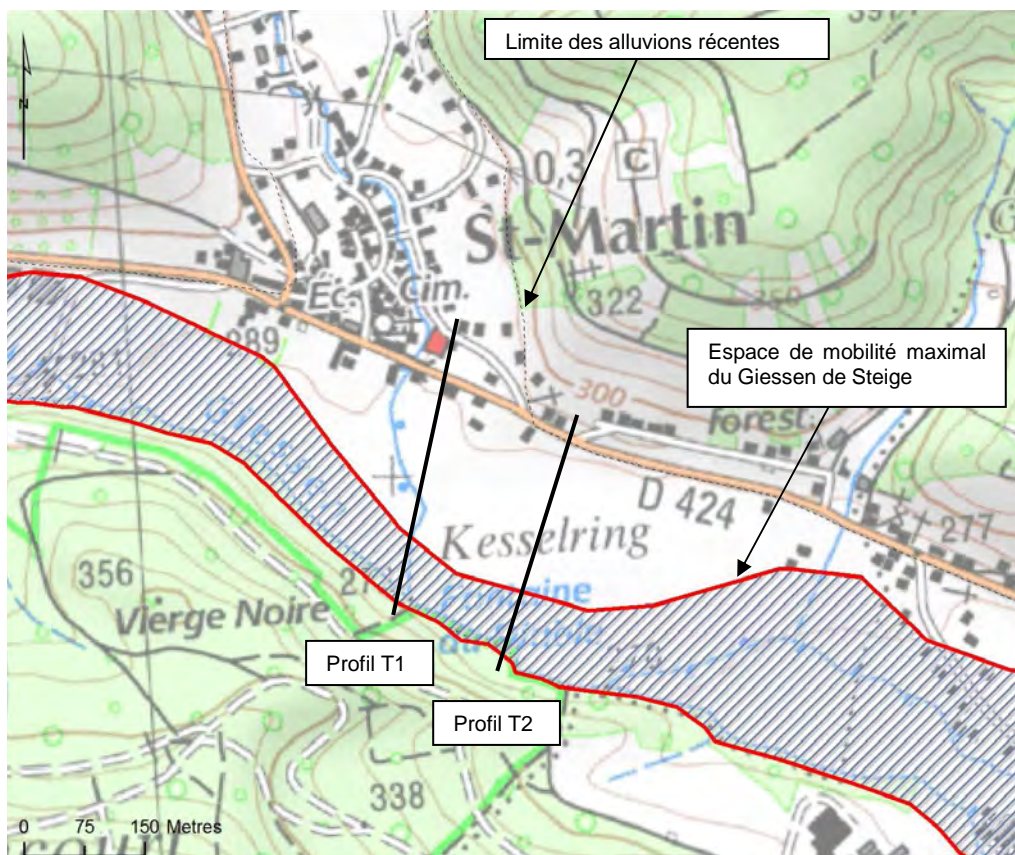 Limite des alluvions récentes
N
0,3
C
St-Martin
322
350
Éc.
Cim.
289
Espace de mobilité maximal
du Giessen de Steige
300
forest.
D 424
277
Kesselring
356
Vierge Noire
Fontaine
Profil T1
Profil T2
338
0 75 150 Metres